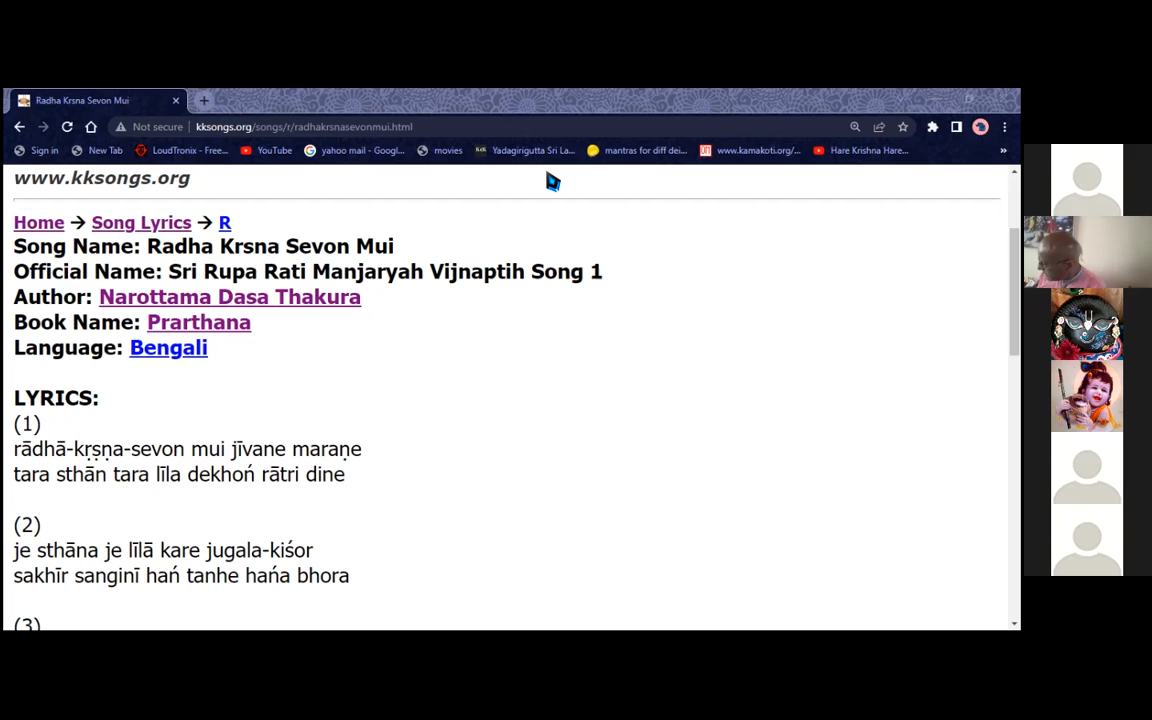 Radha Krsna Sevon Mui
Not secure kksongs.org/songs/r/radhakrsnasevonmui.html
Sign in New Tab LoudTronix - Free... YouTube yahoo mail - Googl... movies Yadagirigutta Sri La... mantras for diff dei... www.kamakoti.org/... Hare Krishna Hare... »
www.kksongs.org
Home → Song Lyrics → R
Song Name: Radha Krsna Sevon Mui
Official Name: Sri Rupa Rati Manjaryah Vijnaptih Song 1
Author: Narottama Dasa Thakura
Book Name: Prarthana
Language: Bengali
LYRICS:
(1)
rādhā-kṛṣṇa-sevon mui jīvane maraṇe
tara sthān tara līla dekhoń rātri dine
(2)
je sthāna je līlā kare jugala-kiśor
sakhīr sanginī hań tanhe hańa bhora
(3)